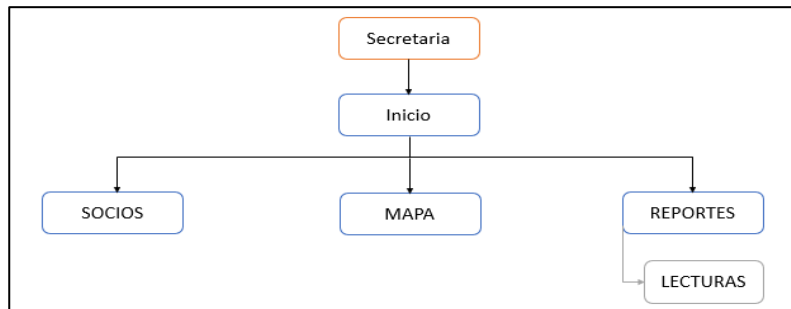 Secretaria
Inicio
SOCIOS
MAPA
REPORTES
LECTURAS